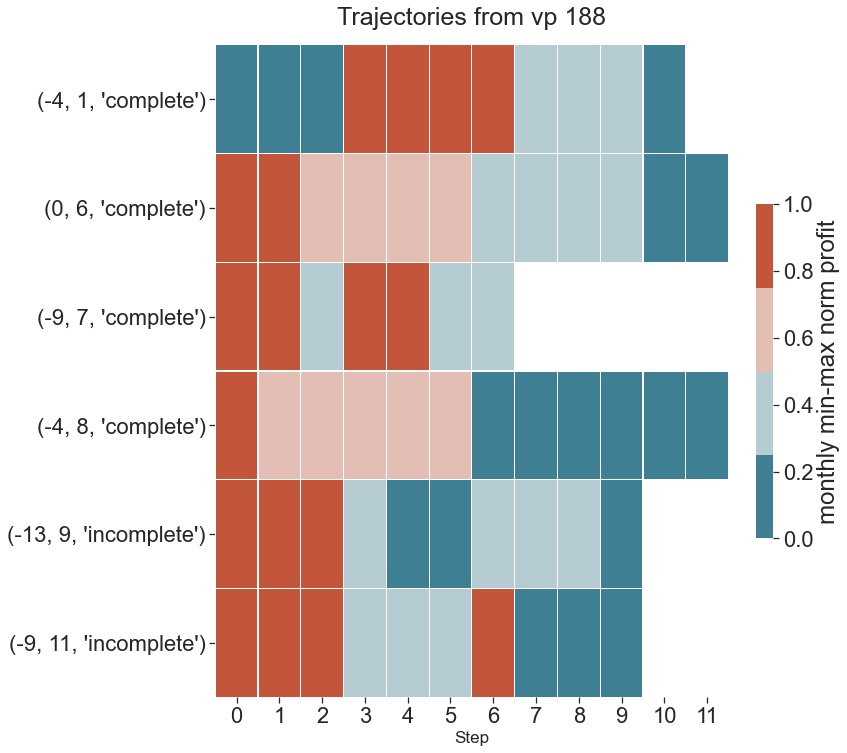 Trajectories from vp 188
(-4, 1, 'complete')
(0, 6, 'complete')
(-9, 7, 'complete')
(-4, 8, 'complete')
(-13, 9, 'incomplete')
(-9, 11, 'incomplete')
0 1 2 3 4 5 6 7 8 9 10 11
Step
1.0
0.8
0.6
0.4
0.2
0.0
monthly min-max norm profit